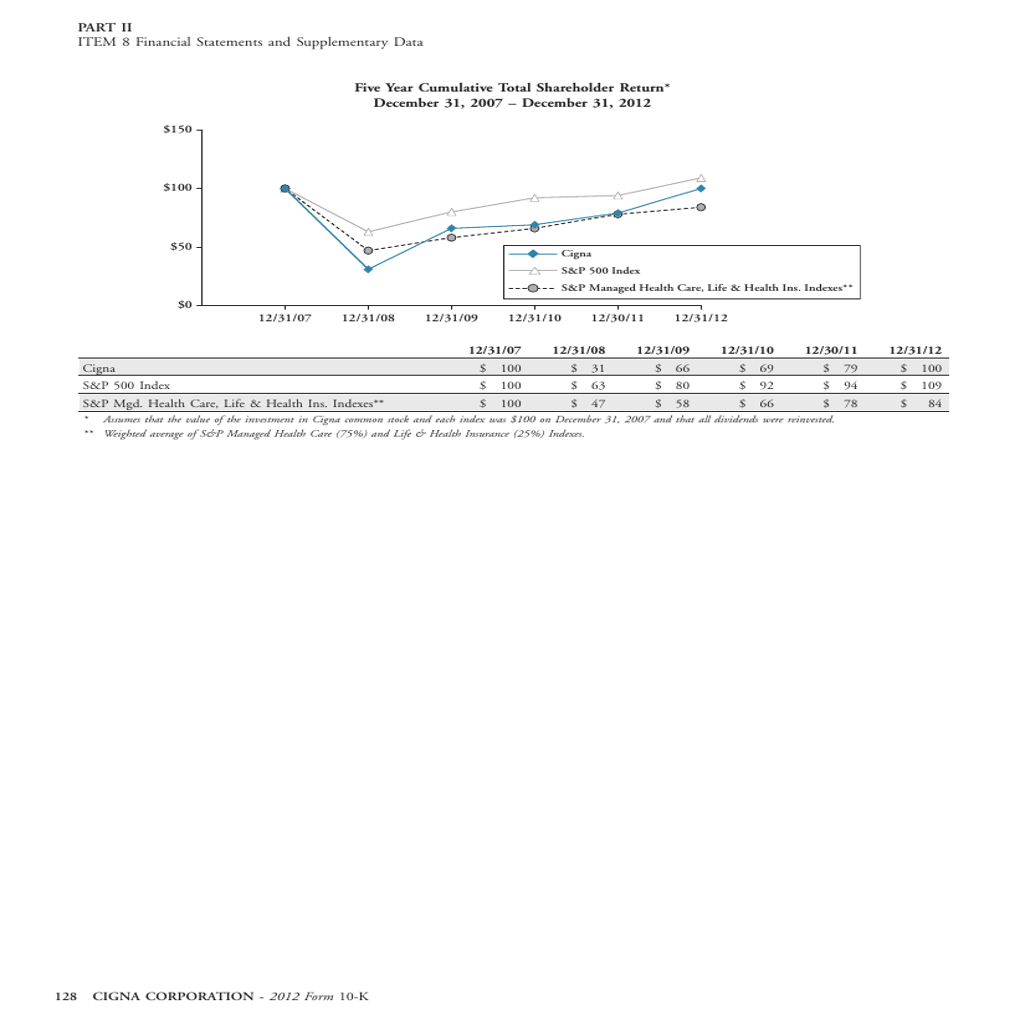 PART II
ITEM 8 Financial Statements and Supplementary Data
Five Year Cumulative Total Shareholder Return*
December 31, 2007 – December 31, 2012
$150
$100
$50
$0
Cigna
S&P 500 Index
S&P Managed Health Care, Life & Health Ins. Indexes**
12/31/07 12/31/08 12/31/09 12/31/10 12/30/11 12/31/12
12/31/07 12/31/08 12/31/09 12/31/10 12/30/11 12/31/12
Cigna $ 100 $ 31 $ 66 $ 69 $ 79 $ 100
S&P 500 Index $ 100 $ 63 $ 80 $ 92 $ 94 $ 109
S&P Mgd. Health Care, Life & Health Ins. Indexes** $ 100 $ 47 $ 58 $ 66 $ 78 $ 84
* Assumes that the value of the investment in Cigna common stock and each index was $100 on December 31, 2007 and that all dividends were reinvested.
** Weighted average of S&P Managed Health Care (75%) and Life & Health Insurance (25%) Indexes.
128 CIGNA CORPORATION - 2012 Form 10-K